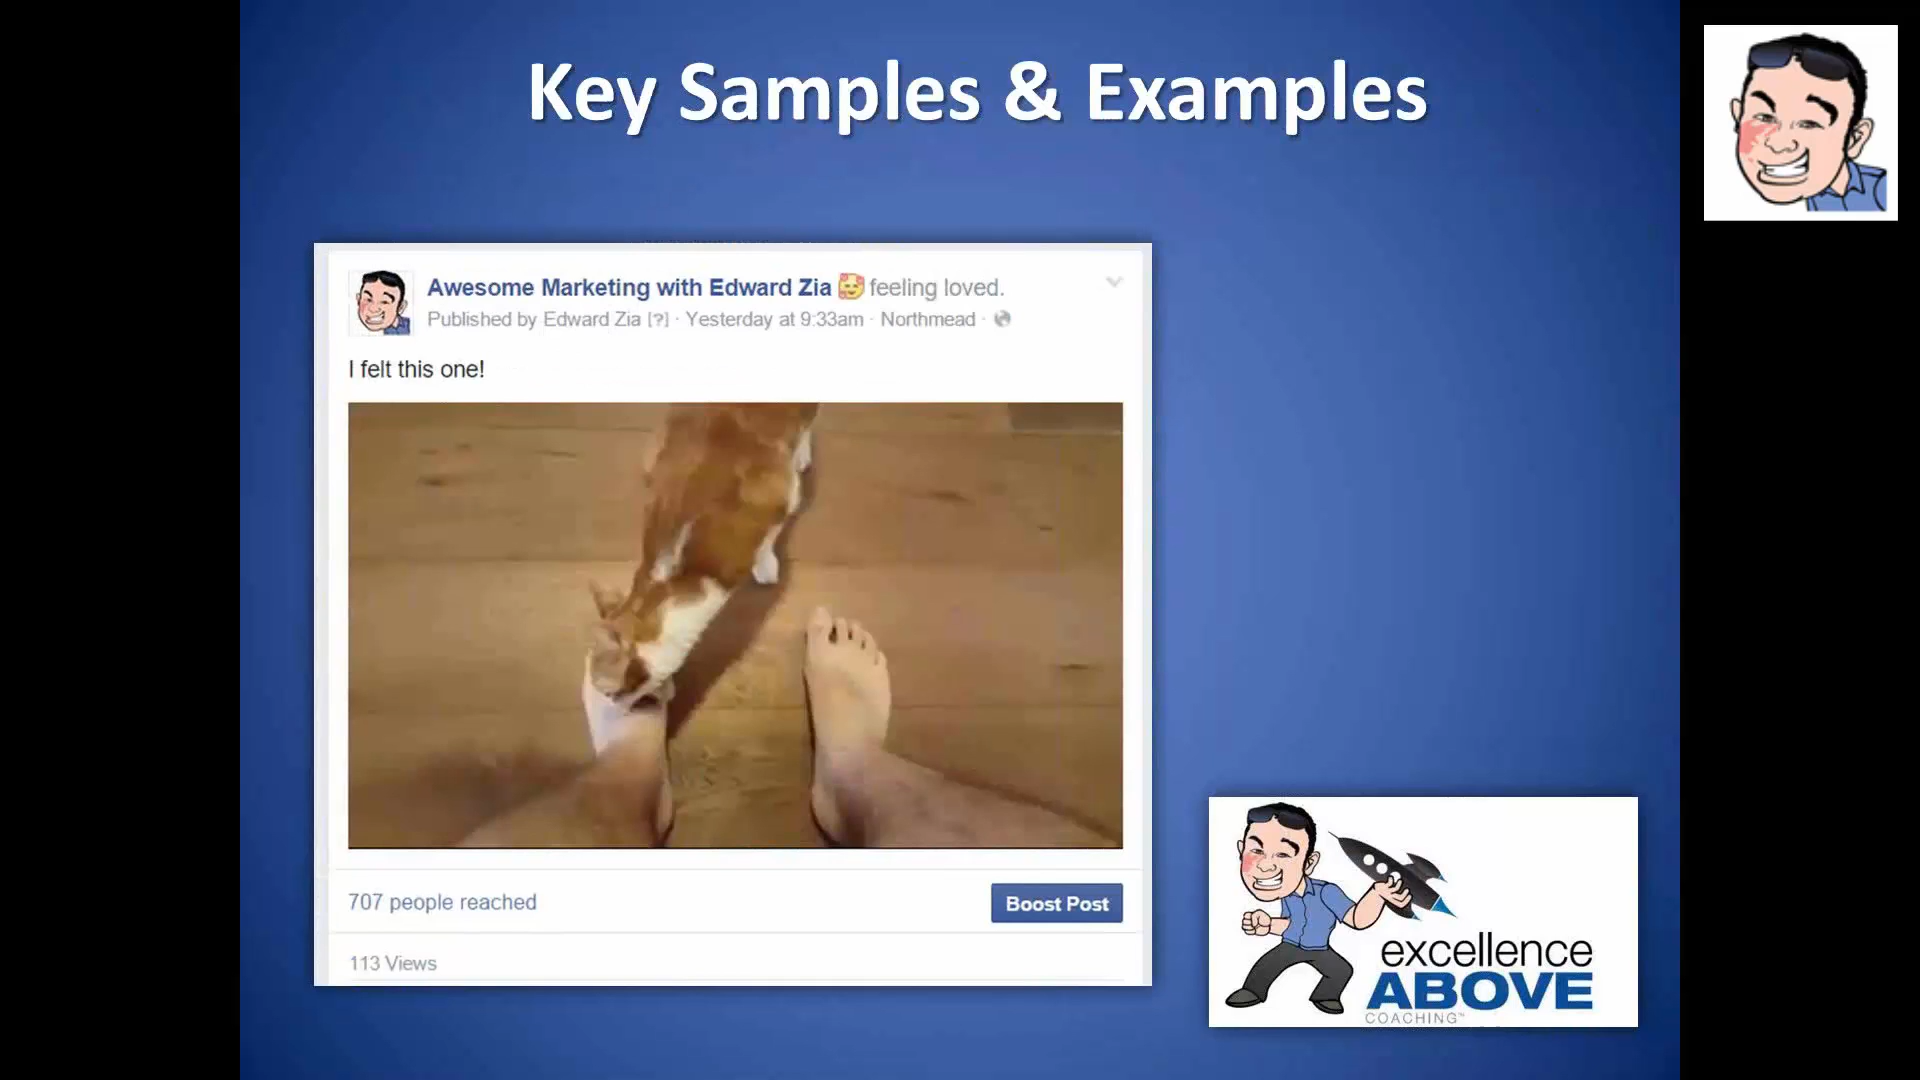 Key Samples & Examples
Awesome Marketing with Edward Zia 🥰 feeling loved.
Published by Edward Zia [?] · Yesterday at 9:33am · Northmead ·
I felt this one!
707 people reached
Boost Post
113 Views
excellence
ABOVE
COACHING™